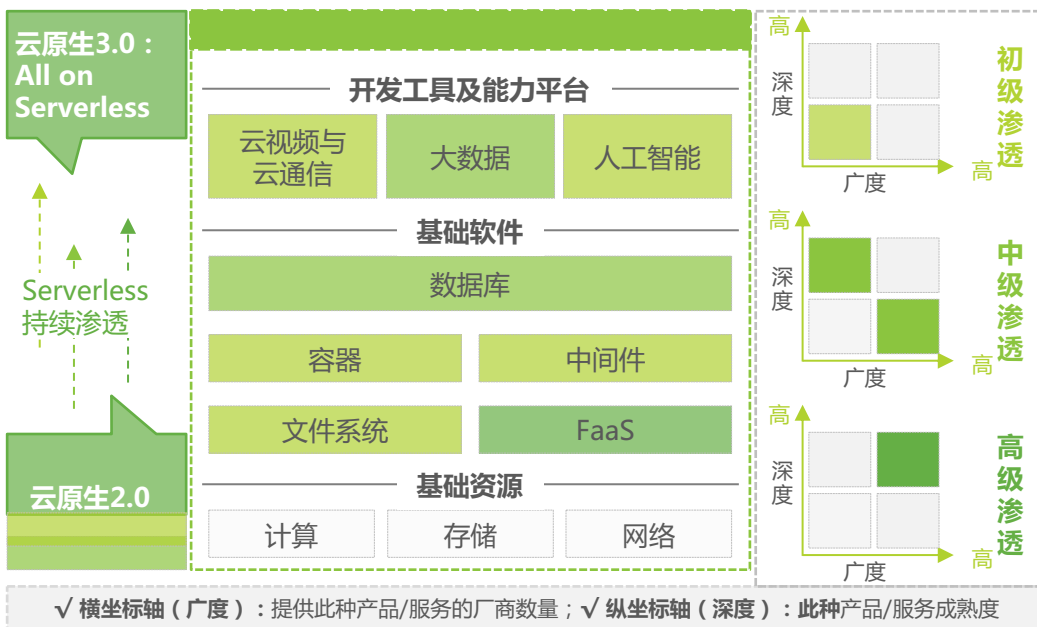 云原生3.0：
All on
Serverless
Serverless
持续渗透
云原生2.0
开发工具及能力平台
云视频与
云通信
大数据
人工智能
基础软件
数据库
容器
中间件
文件系统
FaaS
基础资源
计算
存储
网络
高
深度
广度
高
初级渗透
高
深度
广度
高
中级渗透
高
深度
广度
高
高级渗透
√ 横坐标轴（广度）：提供此种产品/服务的厂商数量；√ 纵坐标轴（深度）：此种产品/服务成熟度